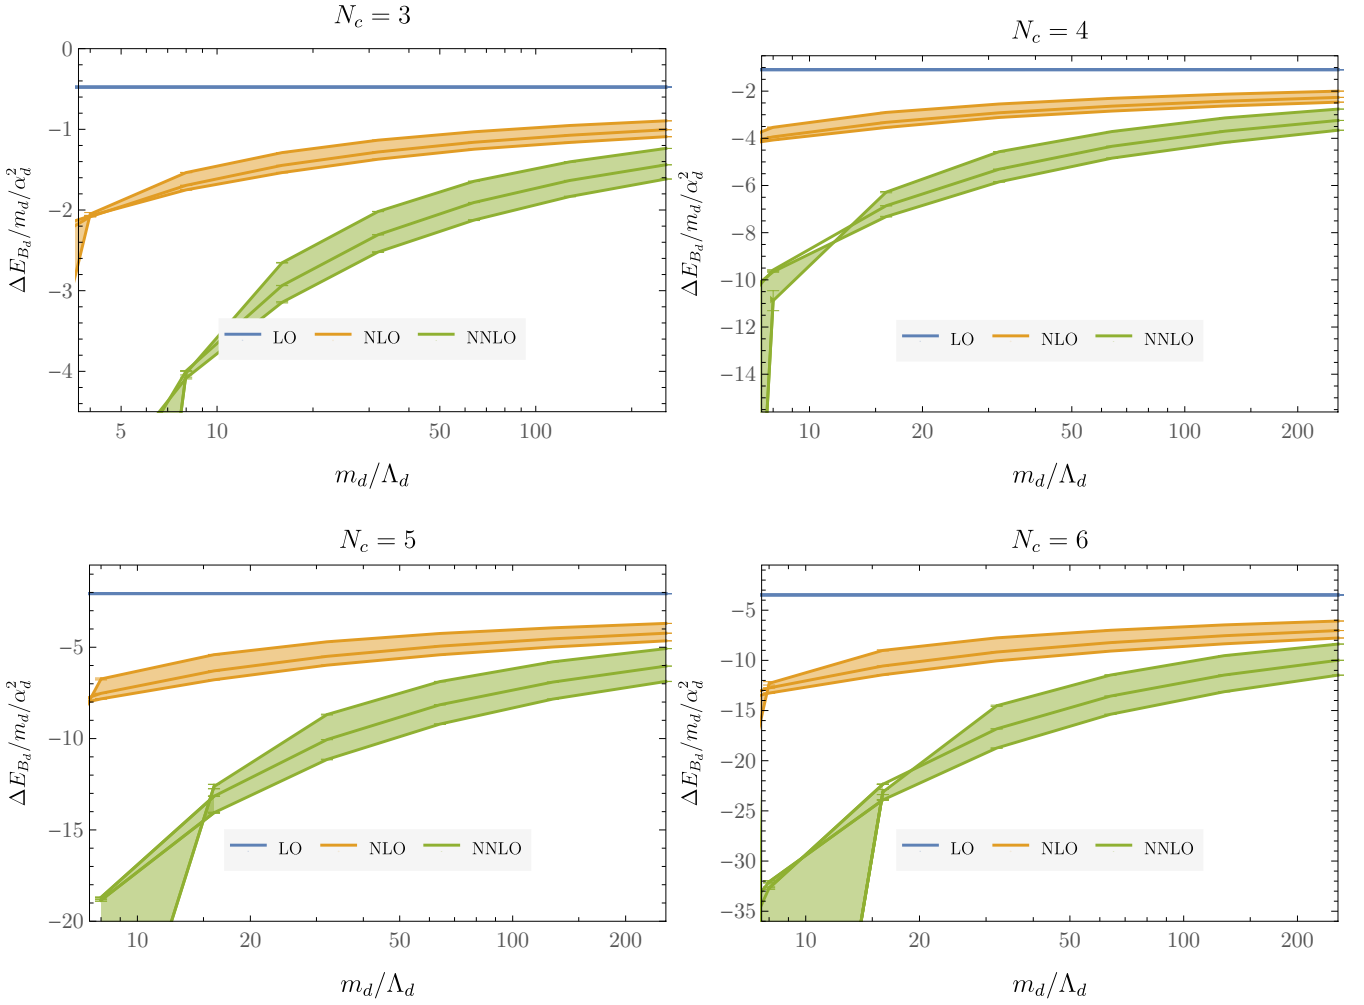 N_c = 3
0
−1
−2
−3
−4
ΔE_{B_d}/m_d/α_d^2
LO NLO NNLO
5 10 50 100
m_d/Λ_d
N_c = 4
−2
−4
−6
−8
−10
−12
−14
ΔE_{B_d}/m_d/α_d^2
LO NLO NNLO
10 20 50 100 200
m_d/Λ_d
N_c = 5
−5
−10
−15
−20
ΔE_{B_d}/m_d/α_d^2
LO NLO NNLO
10 20 50 100 200
m_d/Λ_d
N_c = 6
−5
−10
−15
−20
−25
−30
−35
ΔE_{B_d}/m_d/α_d^2
LO NLO NNLO
10 20 50 100 200
m_d/Λ_d